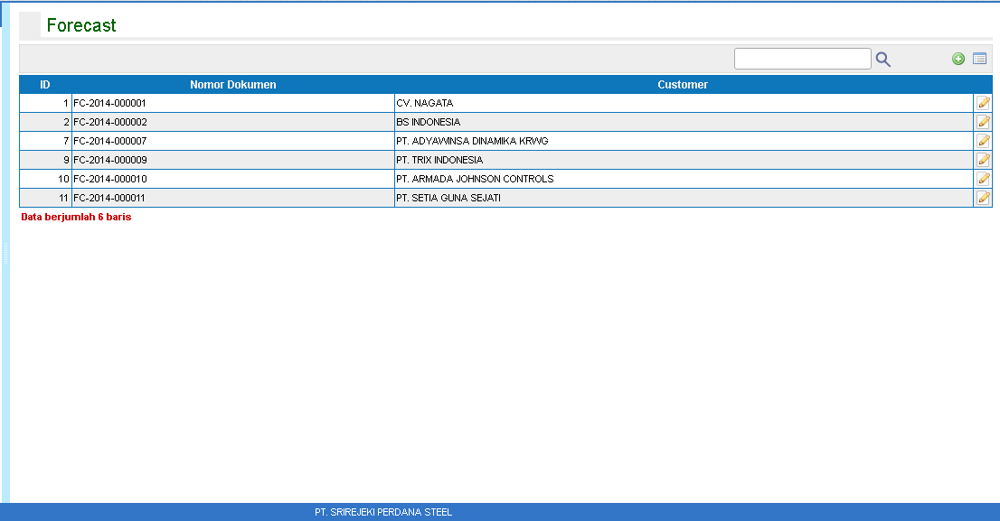 Forecast
ID Nomor Dokumen Customer
1 FC-2014-000001 CV. NAGATA
2 FC-2014-000002 BS INDONESIA
7 FC-2014-000007 PT. ADYAWINSA DINAMIKA KRWG
9 FC-2014-000009 PT. TRIX INDONESIA
10 FC-2014-000010 PT. ARMADA JOHNSON CONTROLS
11 FC-2014-000011 PT. SETIA GUNA SEJATI
Data berjumlah 6 baris
PT. SRIREJEKI PERDANA STEEL